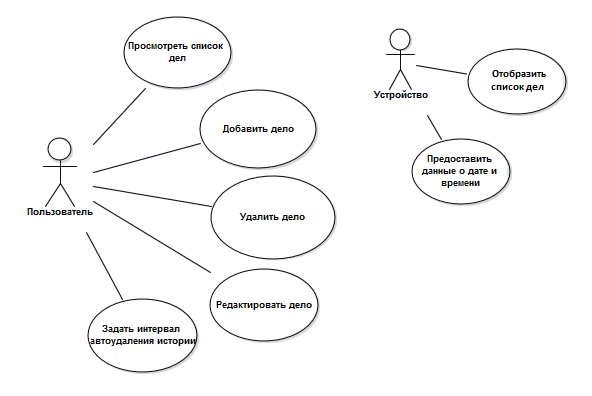 Просмотреть список
дел
Добавить дело
Пользователь
Удалить дело
Редактировать дело
Задать интервал
автоудаления истории
Устройство
Отобразить
список дел
Предоставить
данные о дате и
времени